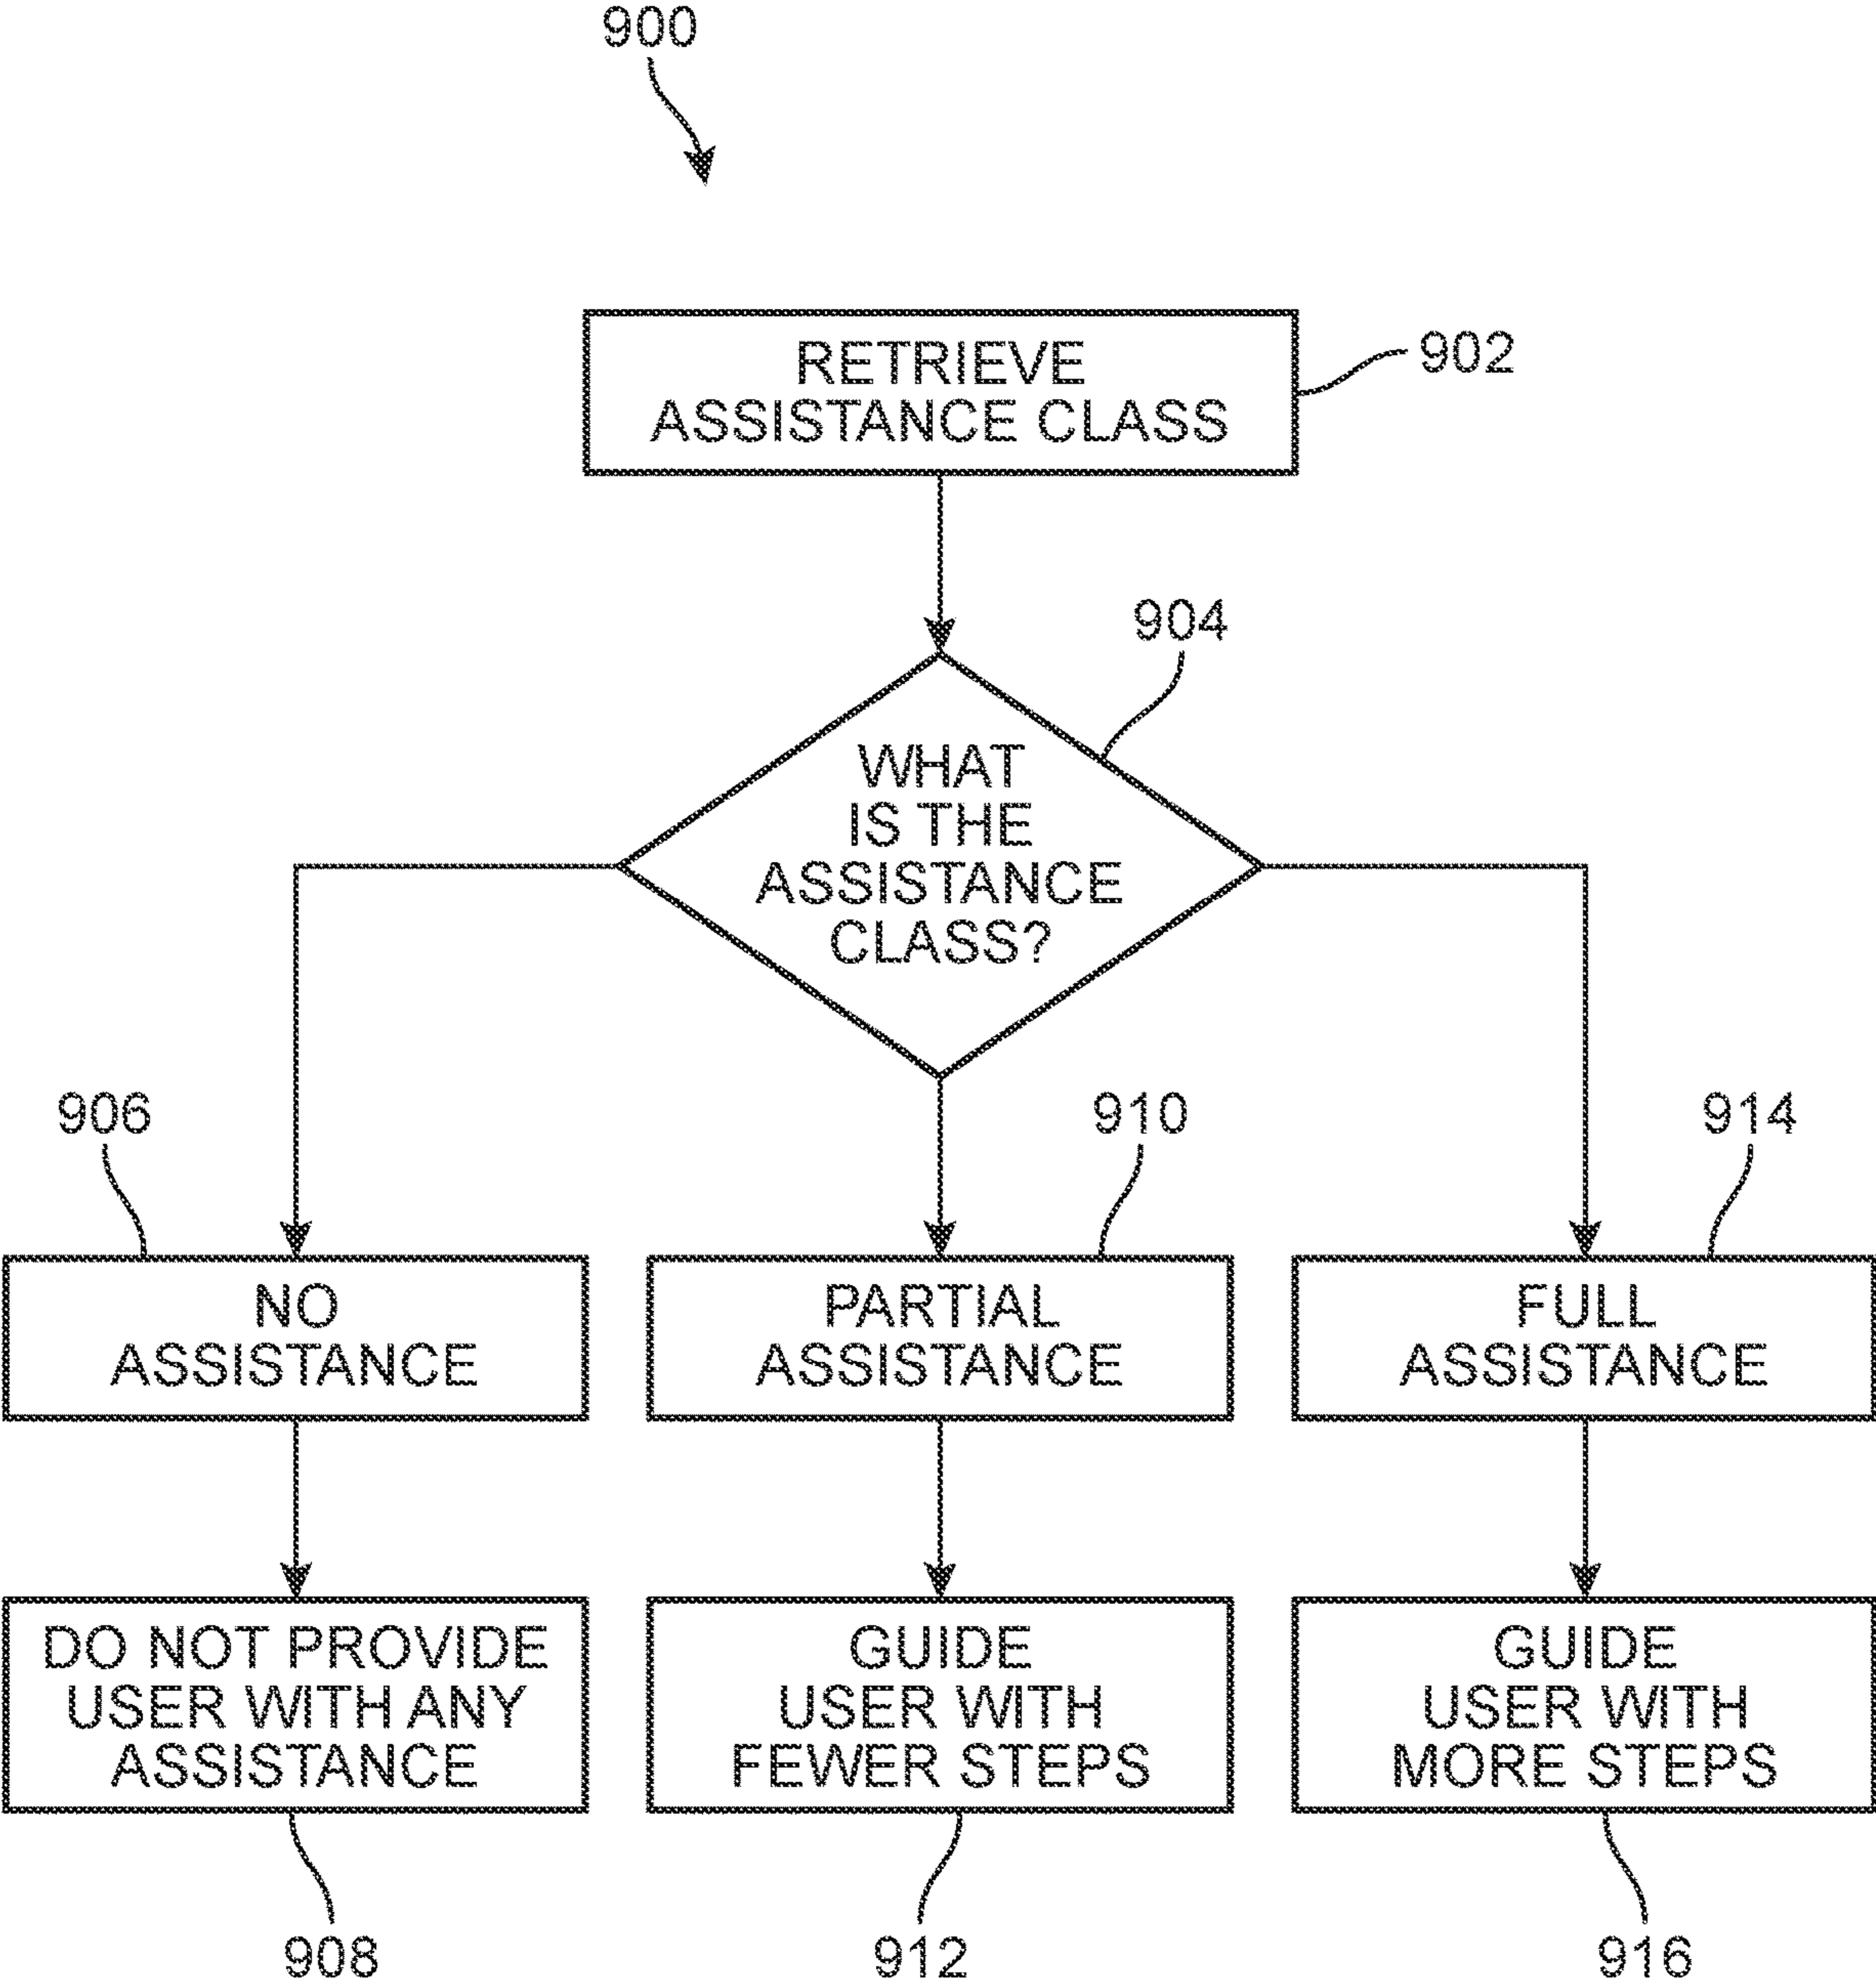 900
RETRIEVE
ASSISTANCE CLASS
902
904
WHAT
IS THE
ASSISTANCE
CLASS?
906
910
914
NO
ASSISTANCE
PARTIAL
ASSISTANCE
FULL
ASSISTANCE
DO NOT PROVIDE
USER WITH ANY
ASSISTANCE
GUIDE
USER WITH
FEWER STEPS
GUIDE
USER WITH
MORE STEPS
908
912
916